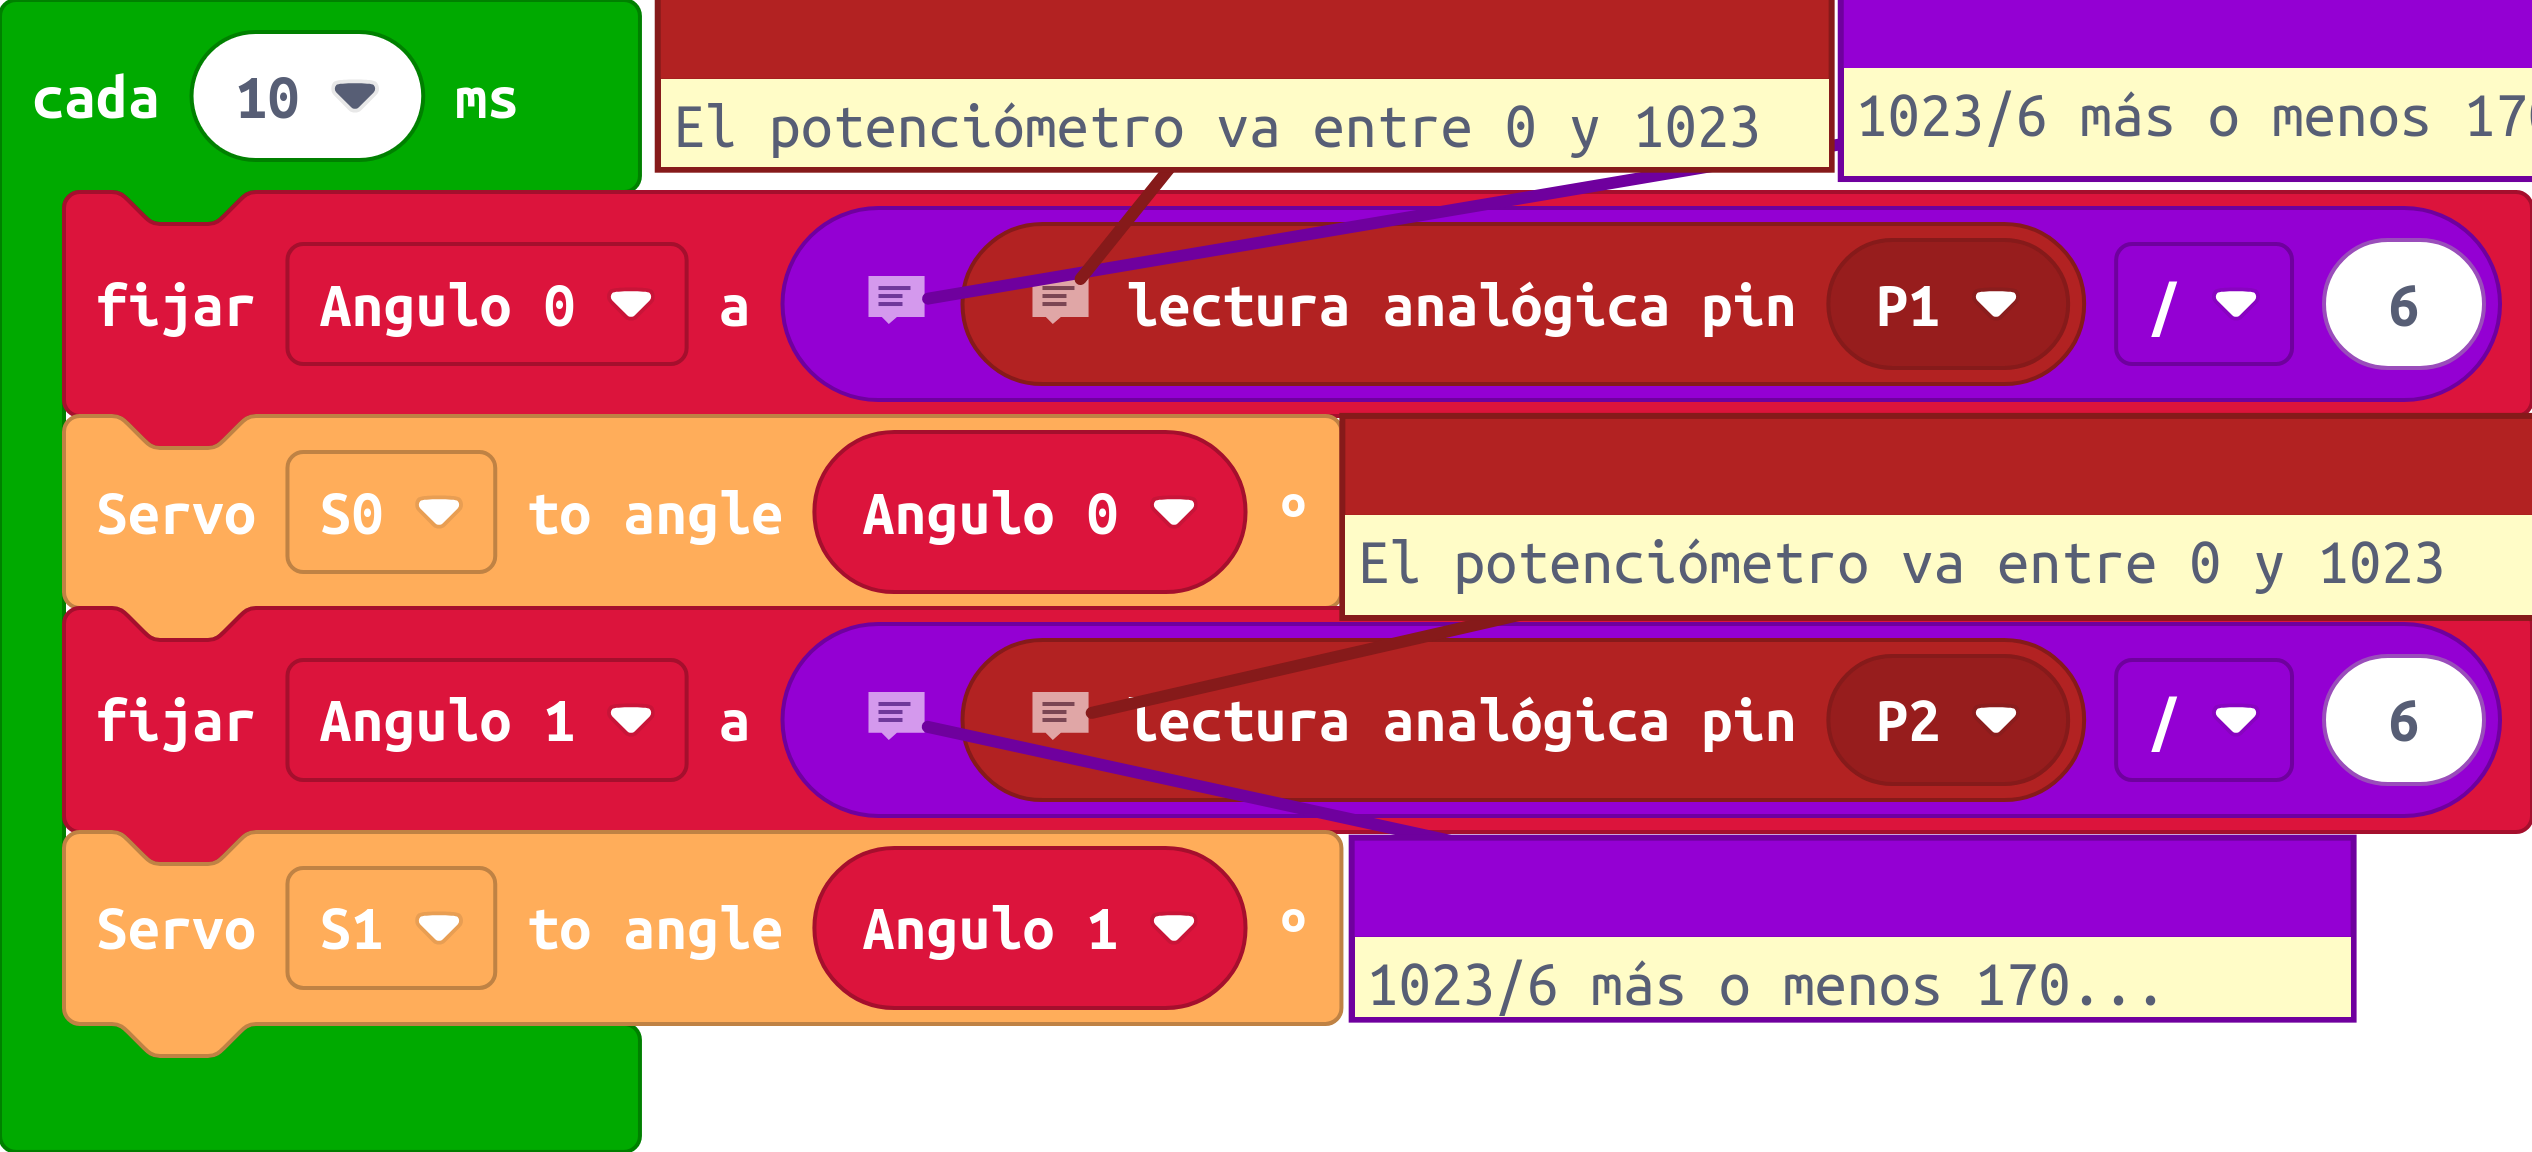 cada 10 ms
El potenciómetro va entre 0 y 1023
1023/6 más o menos 170
fijar Angulo 0 a lectura analógica pin P1 / 6
Servo S0 to angle Angulo 0 °
El potenciómetro va entre 0 y 1023
fijar Angulo 1 a lectura analógica pin P2 / 6
Servo S1 to angle Angulo 1 °
1023/6 más o menos 170...